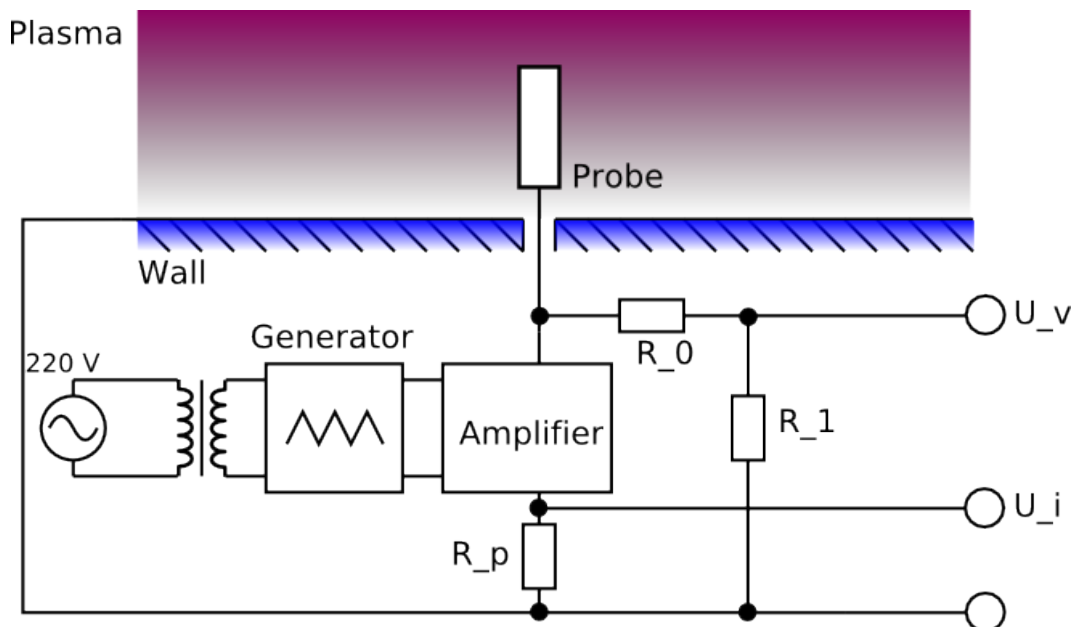 Plasma
Probe
Wall
U_v
Generator
R_0
220 V
R_1
Amplifier
U_i
R_p